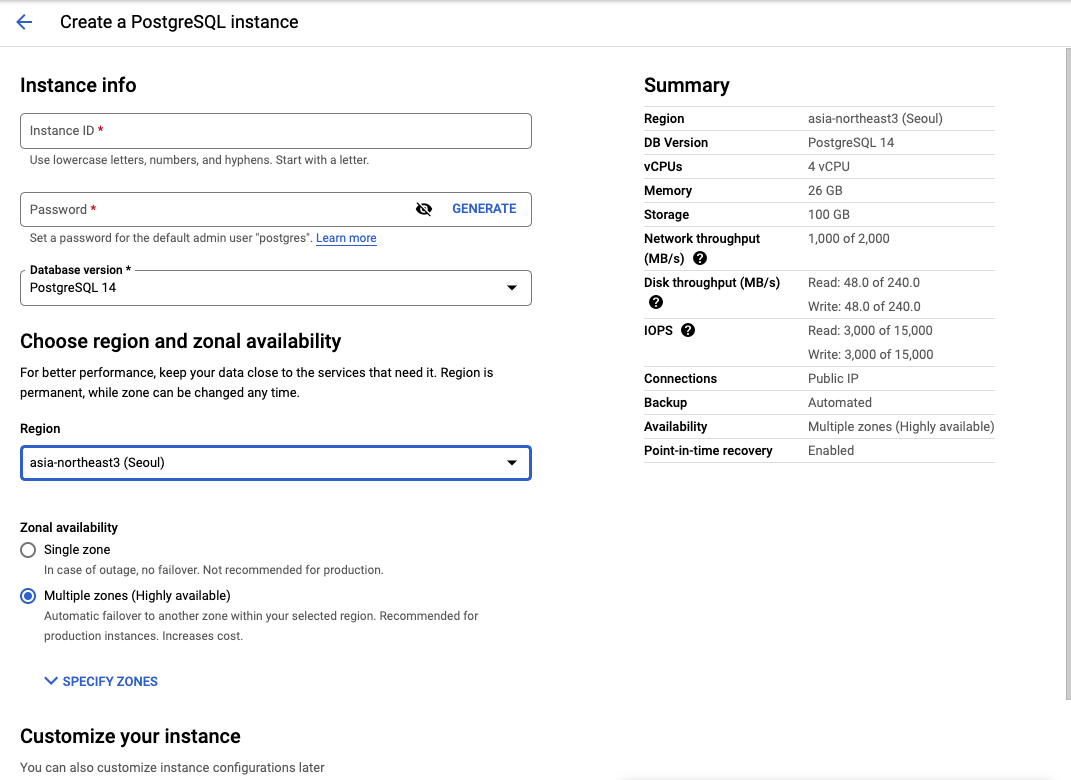 Create a PostgreSQL instance
Instance info
Instance ID *
Use lowercase letters, numbers, and hyphens. Start with a letter.
Password *
GENERATE
Set a password for the default admin user "postgres". Learn more
Database version *
PostgreSQL 14
Choose region and zonal availability
For better performance, keep your data close to the services that need it. Region is
permanent, while zone can be changed any time.
Region
asia-northeast3 (Seoul)
Zonal availability
Single zone
In case of outage, no failover. Not recommended for production.
Multiple zones (Highly available)
Automatic failover to another zone within your selected region. Recommended for
production instances. Increases cost.
SPECIFY ZONES
Customize your instance
You can also customize instance configurations later
Summary
Region asia-northeast3 (Seoul)
DB Version PostgreSQL 14
vCPUs 4 vCPU
Memory 26 GB
Storage 100 GB
Network throughput 1,000 of 2,000
(MB/s) ?
Disk throughput (MB/s) Read: 48.0 of 240.0
? Write: 48.0 of 240.0
IOPS ? Read: 3,000 of 15,000
Write: 3,000 of 15,000
Connections Public IP
Backup Automated
Availability Multiple zones (Highly available)
Point-in-time recovery Enabled